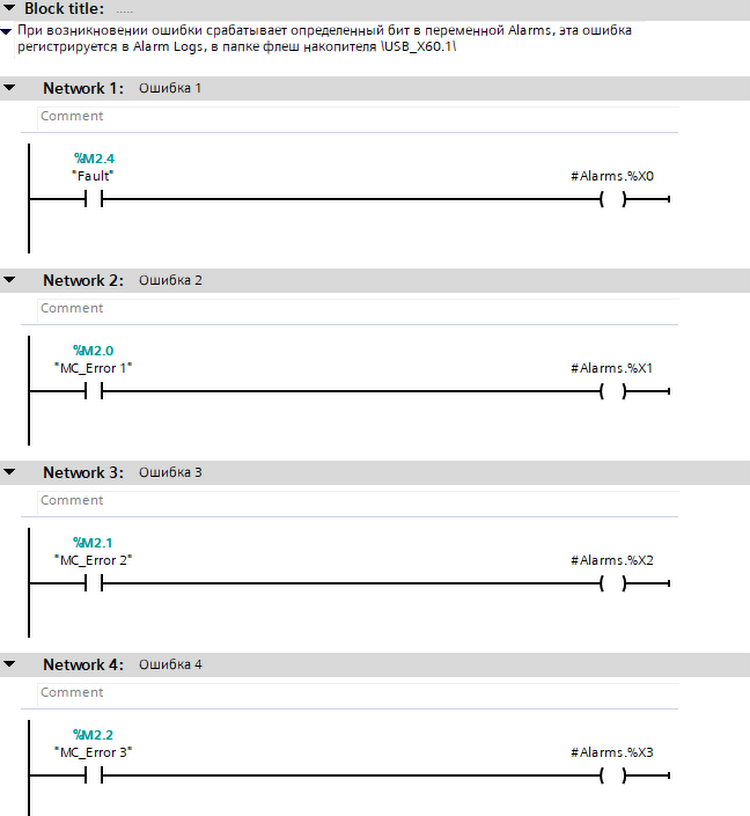 Block title: .....
При возникновении ошибки срабатывает определенный бит в переменной Alarms, эта ошибка
регистрируется в Alarm Logs, в папке флеш накопителя \USB_X60.1\
Network 1: Ошибка 1
Comment
%M2.4
"Fault"
#Alarms.%X0
Network 2: Ошибка 2
Comment
%M2.0
"MC_Error 1"
#Alarms.%X1
Network 3: Ошибка 3
Comment
%M2.1
"MC_Error 2"
#Alarms.%X2
Network 4: Ошибка 4
Comment
%M2.2
"MC_Error 3"
#Alarms.%X3